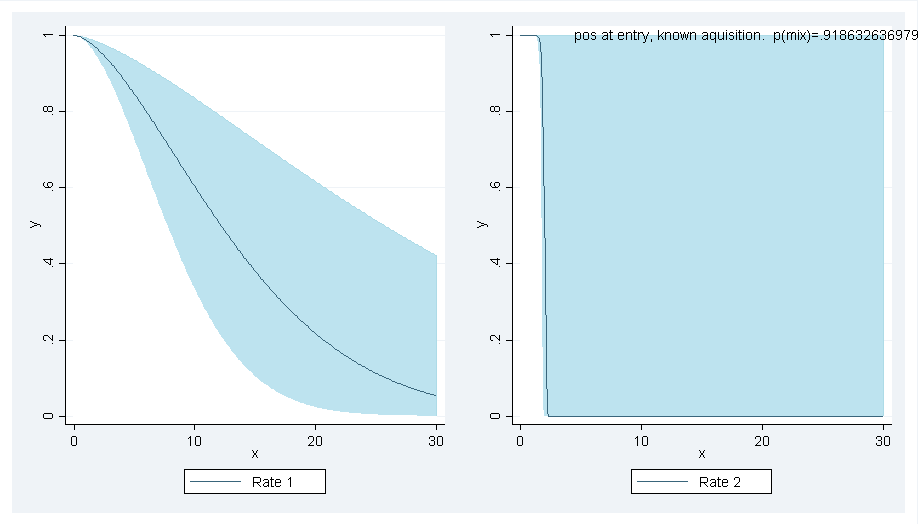 1
.8
.6
.4
.2
0
y
0
10
20
30
x
Rate 1
pos at entry, known aquisition.  p(mix)=.918632636979
1
.8
.6
.4
.2
0
y
0
10
20
30
x
Rate 2